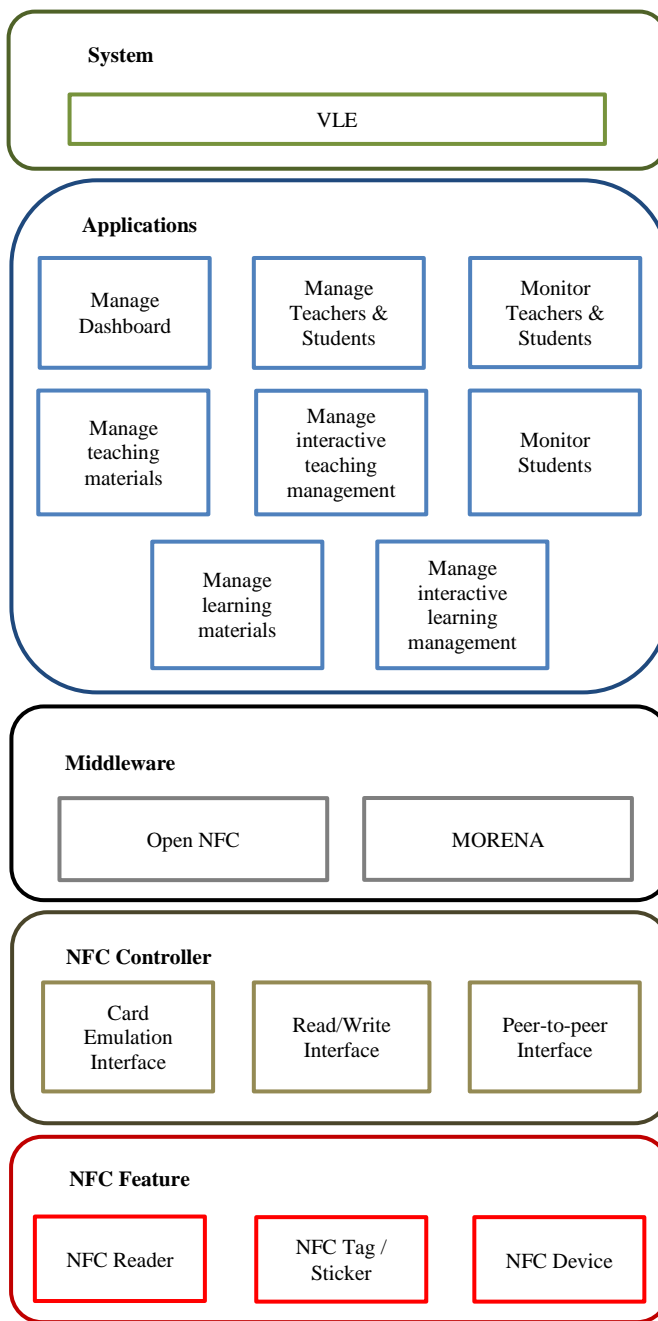 System
VLE
Applications
Manage
Dashboard
Manage
Teachers &
Students
Monitor
Teachers &
Students
Manage
teaching
materials
Manage
interactive
teaching
management
Monitor
Students
Manage
learning
materials
Manage
interactive
learning
management
Middleware
Open NFC
MORENA
NFC Controller
Card
Emulation
Interface
Read/Write
Interface
Peer-to-peer
Interface
NFC Feature
NFC Reader
NFC Tag /
Sticker
NFC Device